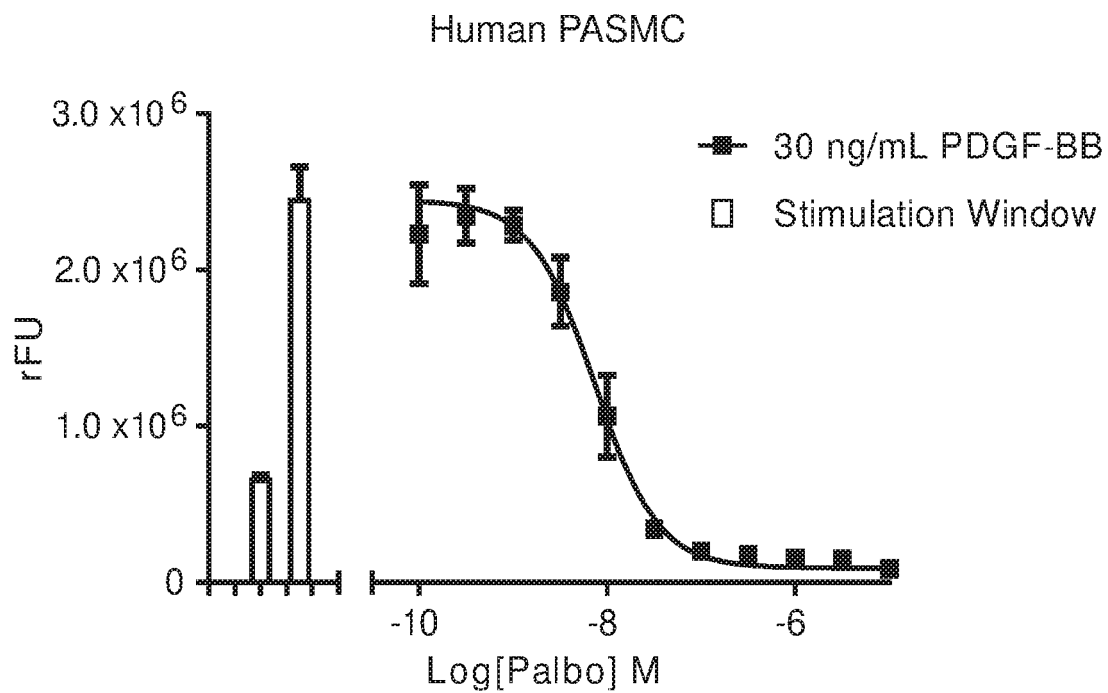 Human PASMC
3.0 x10^6
2.0 x10^6
1.0 x10^6
0
rFU
30 ng/mL PDGF-BB
Stimulation Window
-10
-8
-6
Log[Palbo] M